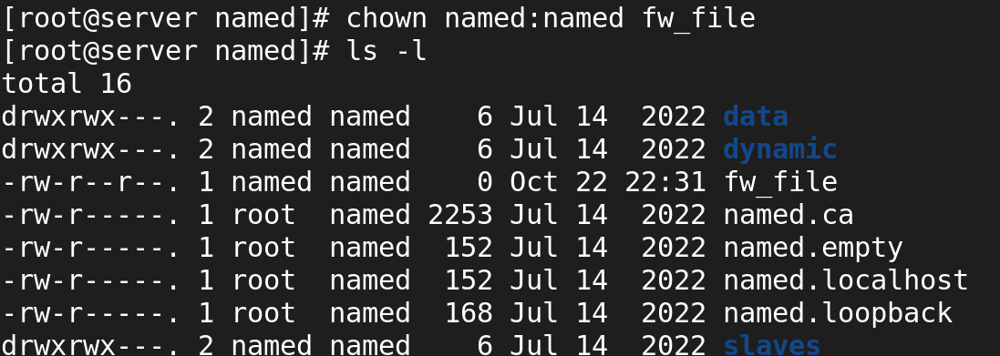 [root@server named]# chown named:named fw_file
[root@server named]# ls -l
total 16
drwxrwx---. 2 named named    6 Jul 14  2022 data
drwxrwx---. 2 named named    6 Jul 14  2022 dynamic
-rw-r--r--. 1 named named    0 Oct 22 22:31 fw_file
-rw-r-----. 1 root  named 2253 Jul 14  2022 named.ca
-rw-r-----. 1 root  named  152 Jul 14  2022 named.empty
-rw-r-----. 1 root  named  152 Jul 14  2022 named.localhost
-rw-r-----. 1 root  named  168 Jul 14  2022 named.loopback
drwxrwx---. 2 named named    6 Jul 14  2022 slaves